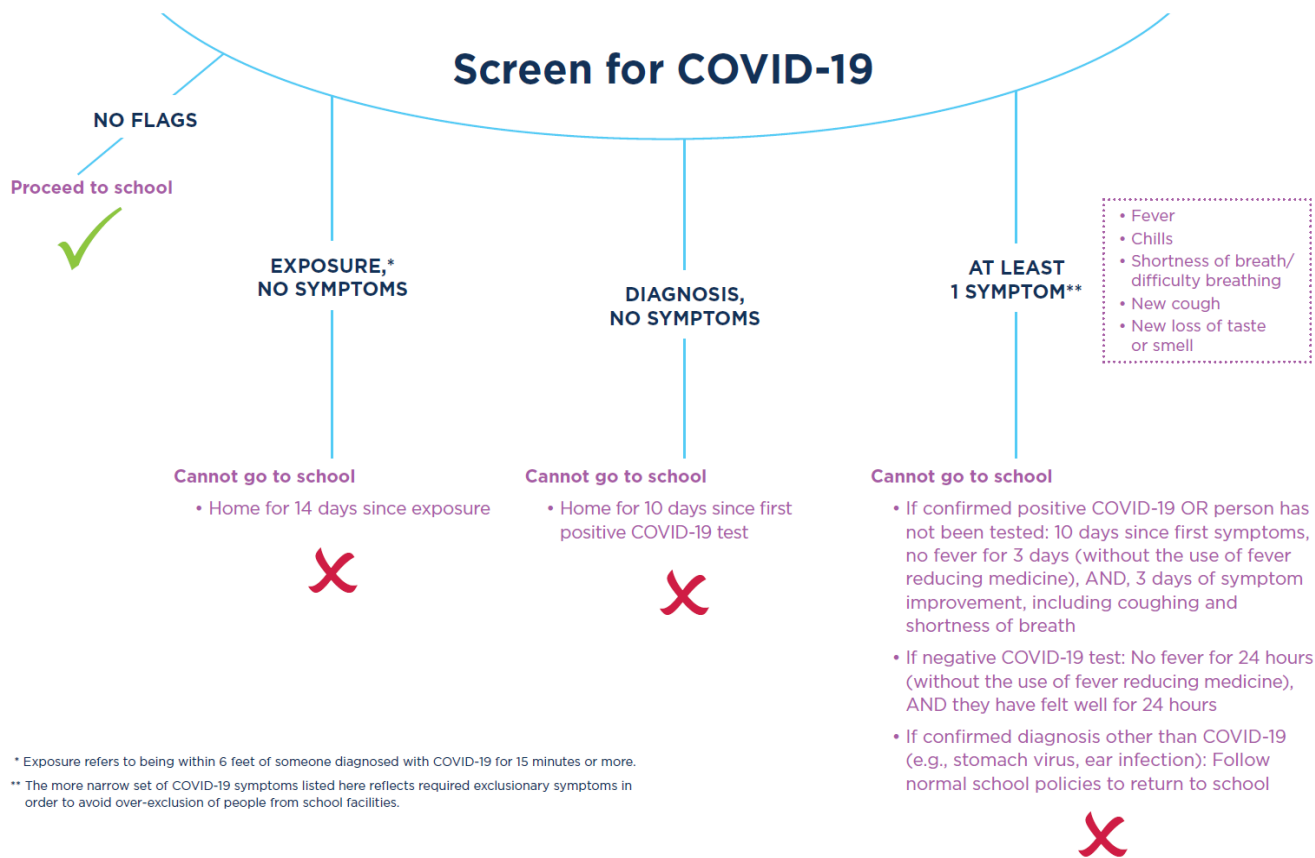 Screen for COVID-19
NO FLAGS
Proceed to school
EXPOSURE,*
NO SYMPTOMS
Cannot go to school
• Home for 14 days since exposure
DIAGNOSIS,
NO SYMPTOMS
Cannot go to school
• Home for 10 days since first
positive COVID-19 test
AT LEAST
1 SYMPTOM**
• Fever
• Chills
• Shortness of breath/
difficulty breathing
• New cough
• New loss of taste
or smell
Cannot go to school
• If confirmed positive COVID-19 OR person has
not been tested: 10 days since first symptoms,
no fever for 3 days (without the use of fever
reducing medicine), AND, 3 days of symptom
improvement, including coughing and
shortness of breath
• If negative COVID-19 test: No fever for 24 hours
(without the use of fever reducing medicine),
AND they have felt well for 24 hours
• If confirmed diagnosis other than COVID-19
(e.g., stomach virus, ear infection): Follow
normal school policies to return to school
* Exposure refers to being within 6 feet of someone diagnosed with COVID-19 for 15 minutes or more.
** The more narrow set of COVID-19 symptoms listed here reflects required exclusionary symptoms in
order to avoid over-exclusion of people from school facilities.